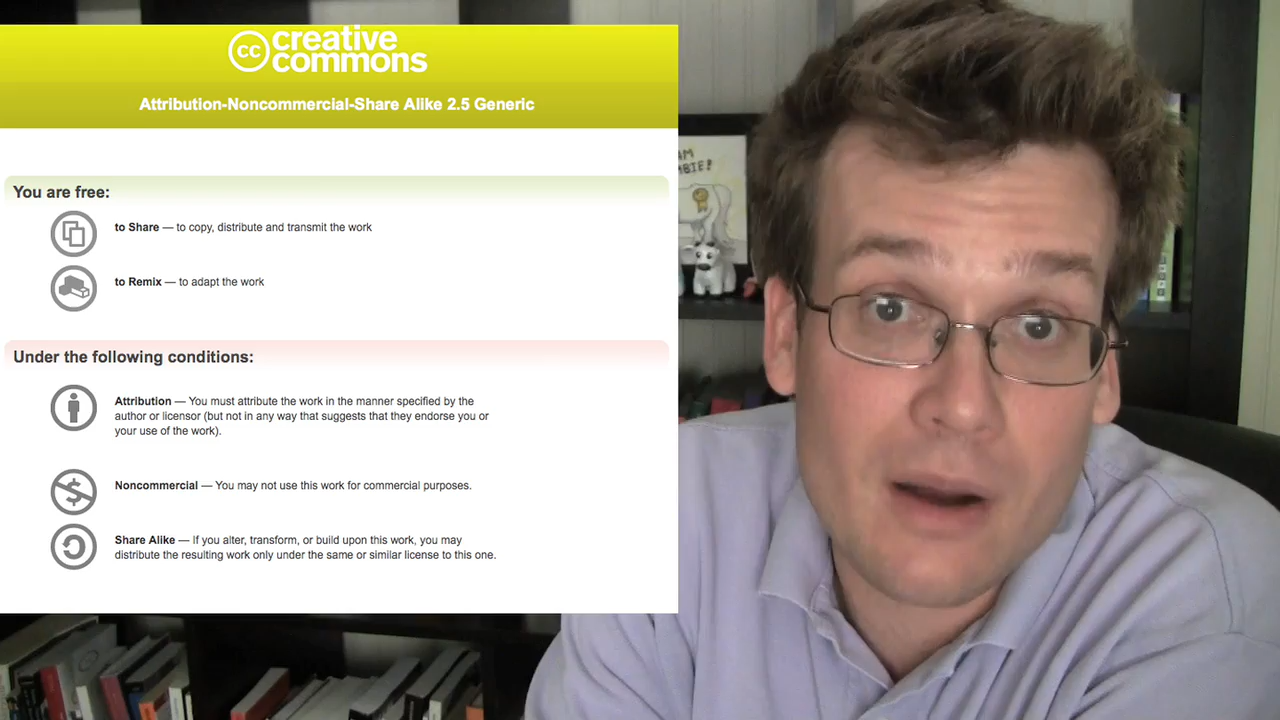 creative
commons
cc
Attribution-Noncommercial-Share Alike 2.5 Generic
You are free:
to Share — to copy, distribute and transmit the work
to Remix — to adapt the work
Under the following conditions:
Attribution — You must attribute the work in the manner specified by the
author or licensor (but not in any way that suggests that they endorse you or
your use of the work).
Noncommercial — You may not use this work for commercial purposes.
Share Alike — If you alter, transform, or build upon this work, you may
distribute the resulting work only under the same or similar license to this one.